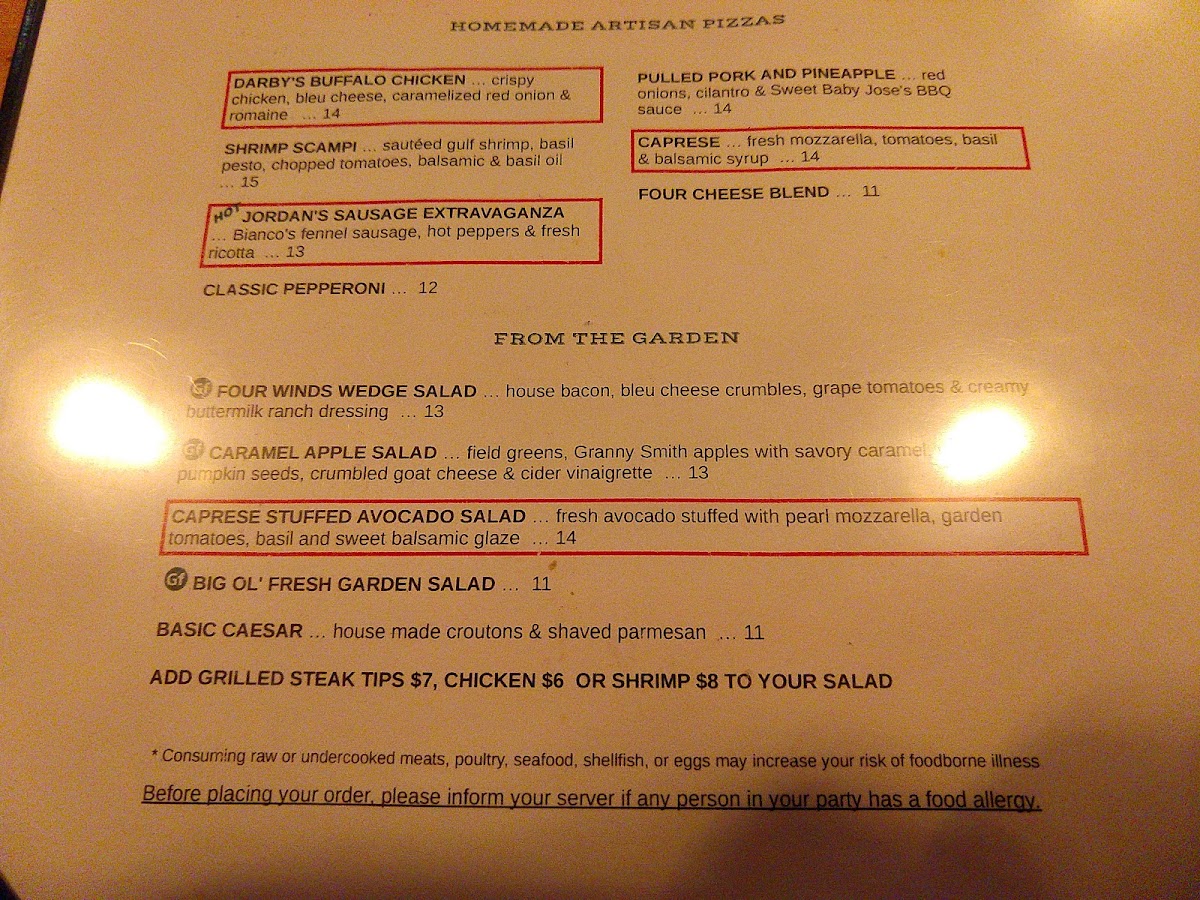 HOMEMADE ARTISAN PIZZAS
DARBY'S BUFFALO CHICKEN ... crispy
chicken, bleu cheese, caramelized red onion &
romaine ... 14
SHRIMP SCAMPI ... sautéed gulf shrimp, basil
pesto, chopped tomatoes, balsamic & basil oil
... 15
HOT JORDAN'S SAUSAGE EXTRAVAGANZA
... Bianco's fennel sausage, hot peppers & fresh
ricotta ... 13
CLASSIC PEPPERONI ... 12
PULLED PORK AND PINEAPPLE ... red
onions, cilantro & Sweet Baby Jose's BBQ
sauce ... 14
CAPRESE ... fresh mozzarella, tomatoes, basil
& balsamic syrup ... 14
FOUR CHEESE BLEND ... 11
FROM THE GARDEN
Gf FOUR WINDS WEDGE SALAD ... house bacon, bleu cheese crumbles, grape tomatoes & creamy
buttermilk ranch dressing ... 13
Gf CARAMEL APPLE SALAD ... field greens, Granny Smith apples with savory caramel,
pumpkin seeds, crumbled goat cheese & cider vinaigrette ... 13
CAPRESE STUFFED AVOCADO SALAD ... fresh avocado stuffed with pearl mozzarella, garden
tomatoes, basil and sweet balsamic glaze ... 14
Gf BIG OL' FRESH GARDEN SALAD ... 11
BASIC CAESAR ... house made croutons & shaved parmesan ... 11
ADD GRILLED STEAK TIPS $7, CHICKEN $6 OR SHRIMP $8 TO YOUR SALAD
* Consuming raw or undercooked meats, poultry, seafood, shellfish, or eggs may increase your risk of foodborne illness
Before placing your order, please inform your server if any person in your party has a food allergy.